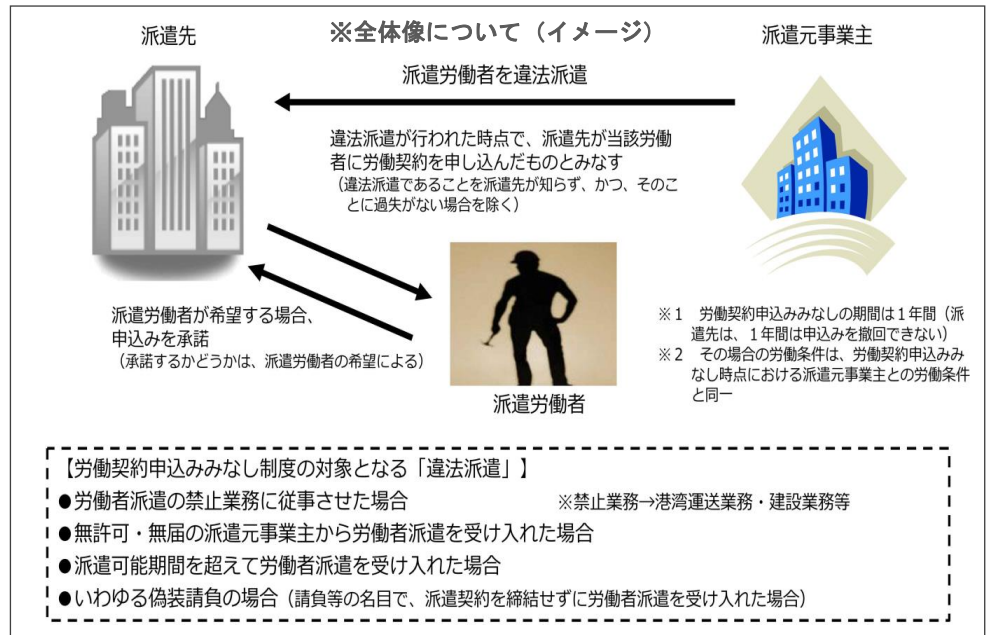 ※全体像について（イメージ）
派遣先
派遣元事業主
派遣労働者を違法派遣
違法派遣が行われた時点で、派遣先が当該労働
者に労働契約を申し込んだものとみなす
（違法派遣であることを派遣先が知らず、かつ、そのこ
とに過失がない場合を除く）
派遣労働者が希望する場合、
申込みを承諾
（承諾するかどうかは、派遣労働者の希望による）
派遣労働者
※１　労働契約申込みみなしの期間は１年間（派
遣先は、１年間は申込みを撤回できない）
※２　その場合の労働条件は、労働契約申込みみ
なし時点における派遣元事業主との労働条件
と同一
【労働契約申込みみなし制度の対象となる「違法派遣」】
●労働者派遣の禁止業務に従事させた場合　※禁止業務→港湾運送業務・建設業務等
●無許可・無届の派遣元事業主から労働者派遣を受け入れた場合
●派遣可能期間を超えて労働者派遣を受け入れた場合
●いわゆる偽装請負の場合（請負等の名目で、派遣契約を締結せずに労働者派遣を受け入れた場合）